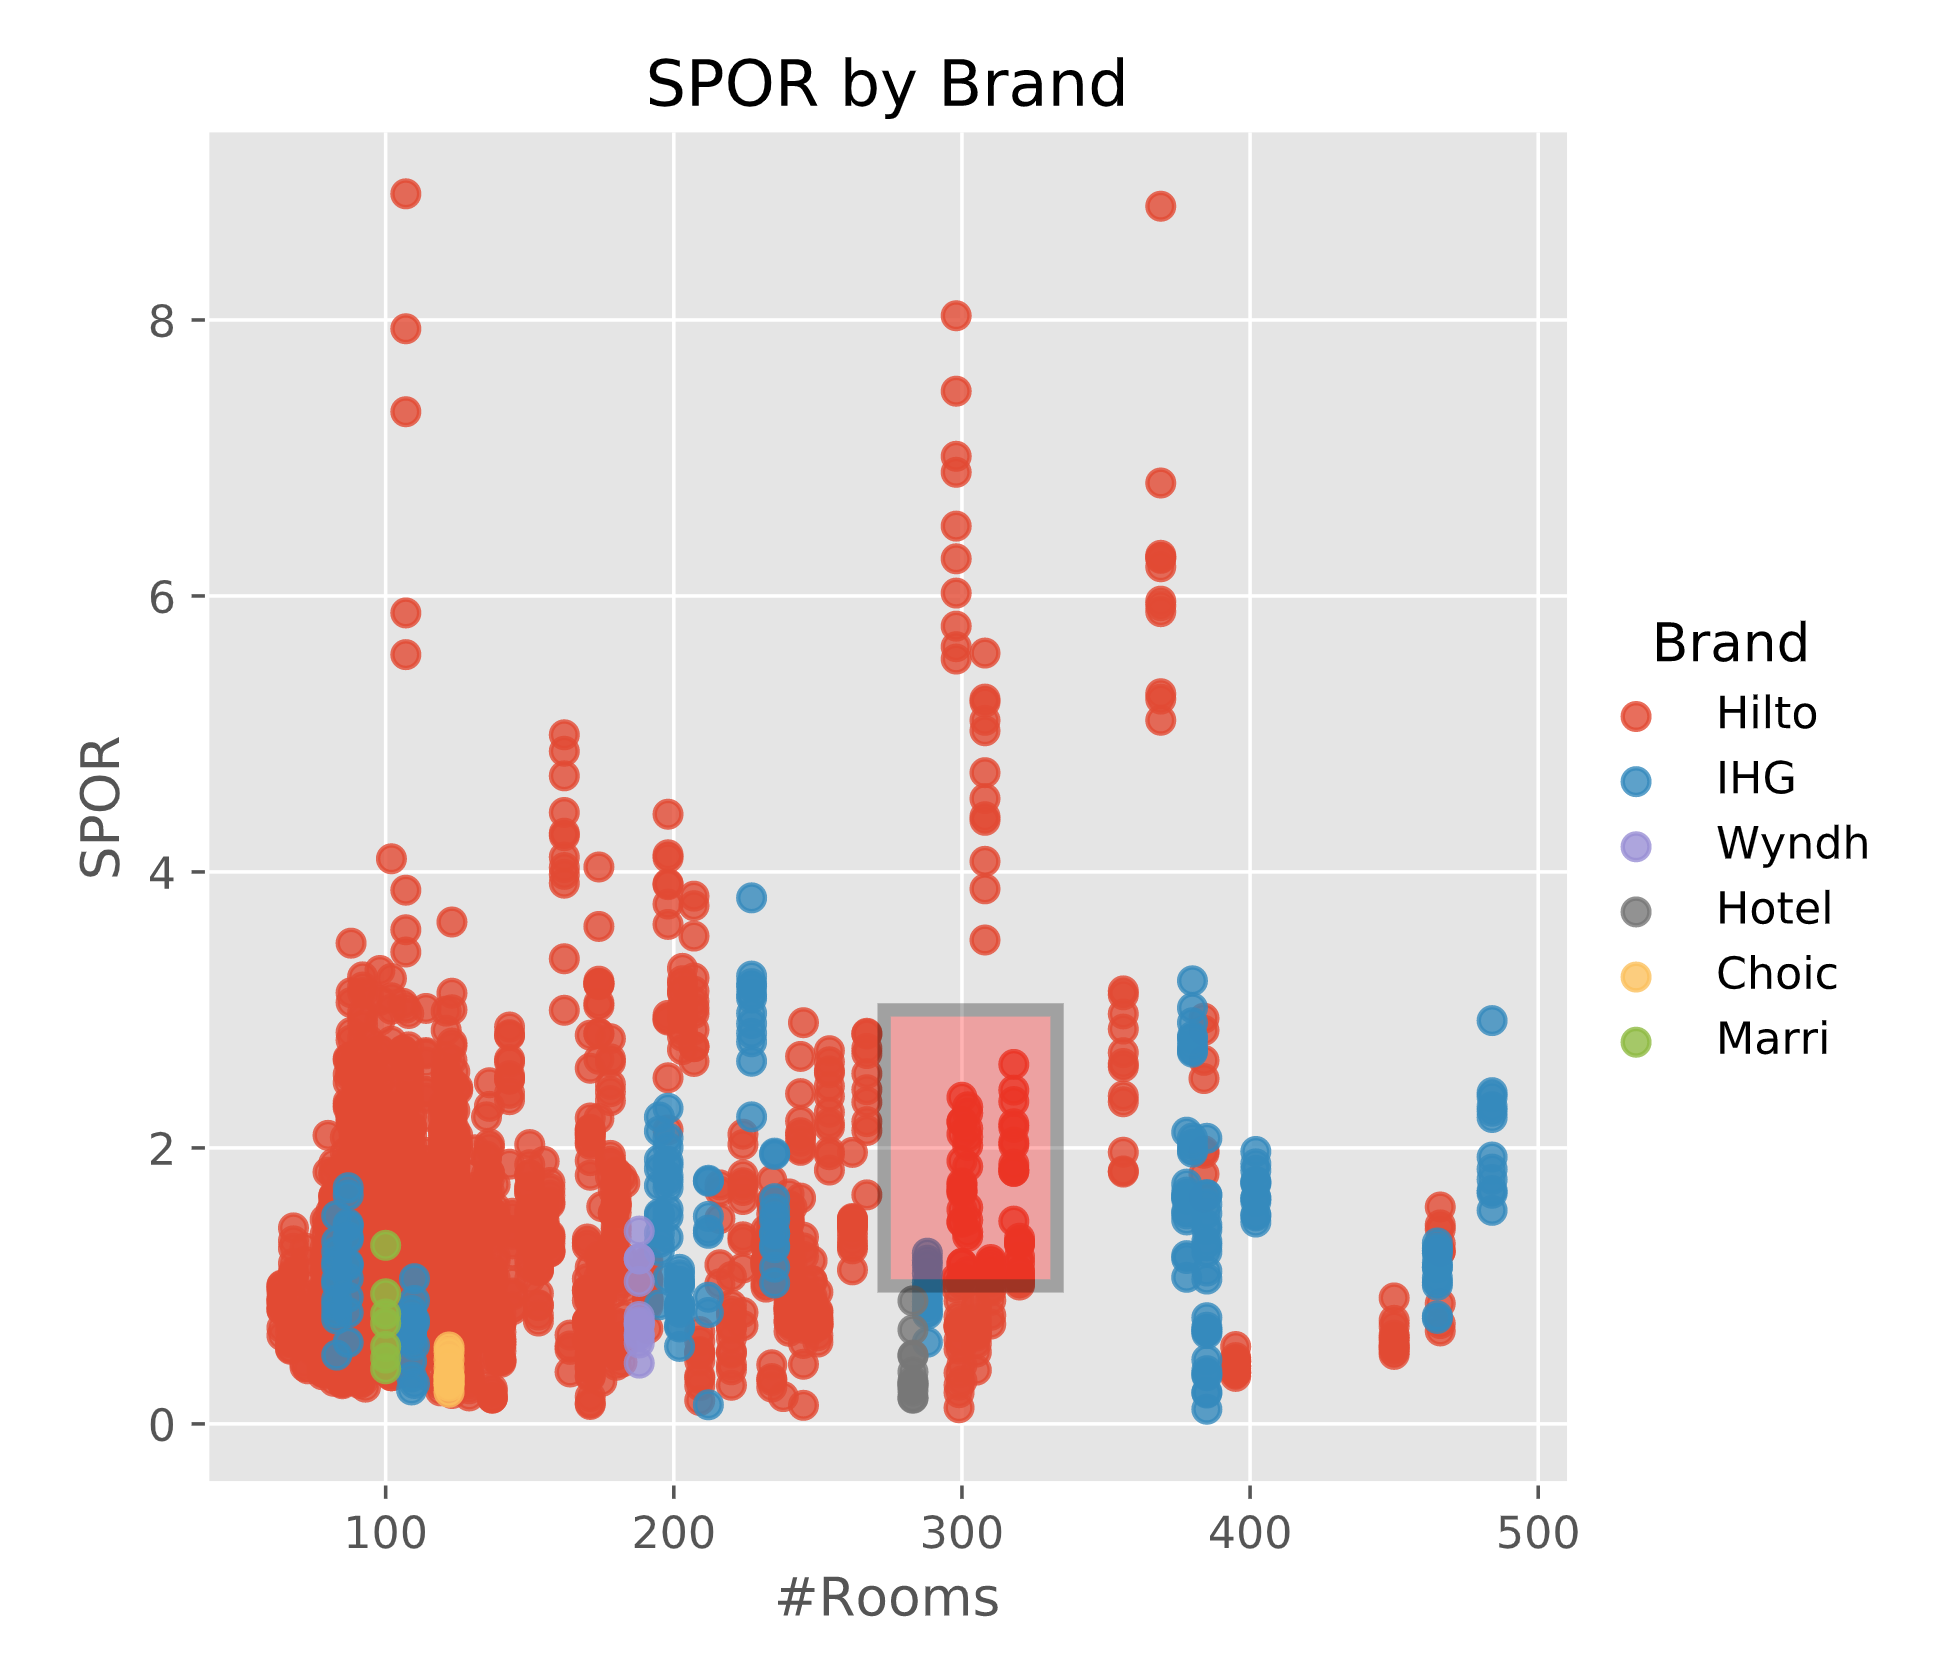 SPOR by Brand
8
6
4
2
0
SPOR
100 200 300 400 500
#Rooms
Brand
Hilto
IHG
Wyndh
Hotel
Choic
Marri